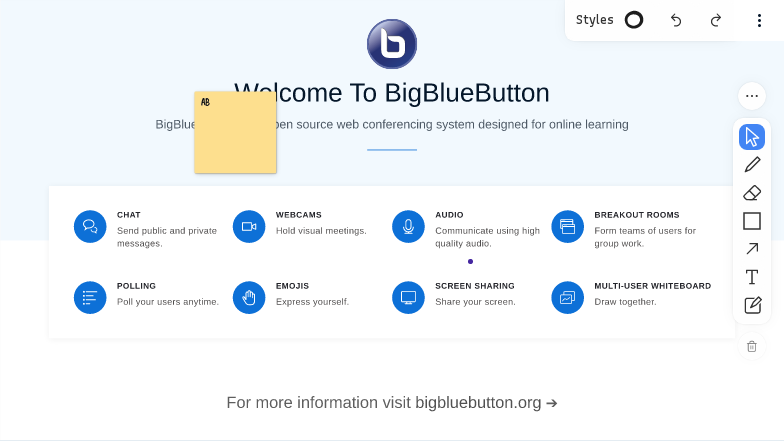 Styles
Welcome To BigBlueButton
AB
BigBlue en source web conferencing system designed for online learning
CHAT
Send public and private
messages.
WEBCAMS
Hold visual meetings.
AUDIO
Communicate using high
quality audio.
BREAKOUT ROOMS
Form teams of users for
group work.
POLLING
Poll your users anytime.
EMOJIS
Express yourself.
SCREEN SHARING
Share your screen.
MULTI-USER WHITEBOARD
Draw together.
For more information visit bigbluebutton.org →